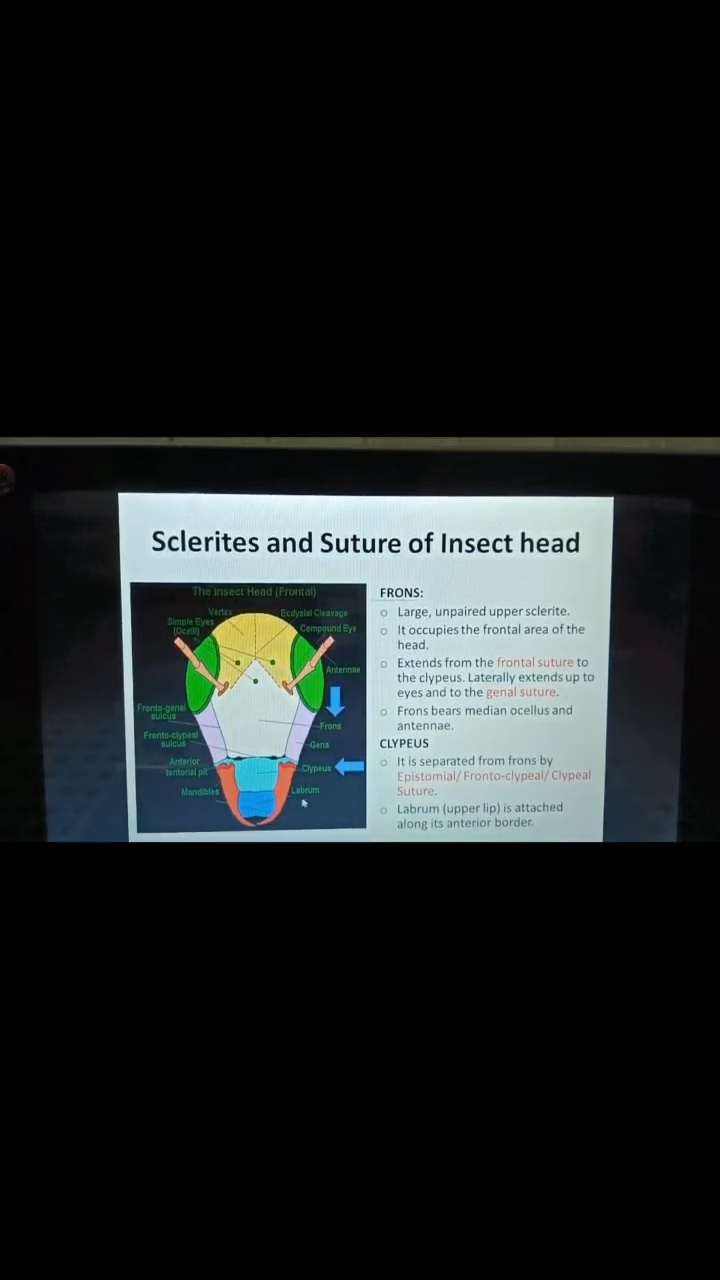 Sclerites and Suture of Insect head
The Insect Head (Frontal)
Vertex
Ecdysial Cleavage
Simple Eyes
(Ocelli)
Compound Eye
Antennae
Fronto-genal
sulcus
Frons
Fronto-clypeal
sulcus
Gena
Anterior
tentorial pit
Clypeus
Mandibles
Labrum
FRONS:
○ Large, unpaired upper sclerite.
○ It occupies the frontal area of the
head.
○ Extends from the frontal suture to
the clypeus. Laterally extends up to
eyes and to the genal suture.
○ Frons bears median ocellus and
antennae.
CLYPEUS
○ It is separated from frons by
Epistomial/ Fronto-clypeal/ Clypeal
Suture.
○ Labrum (upper lip) is attached
along its anterior border.